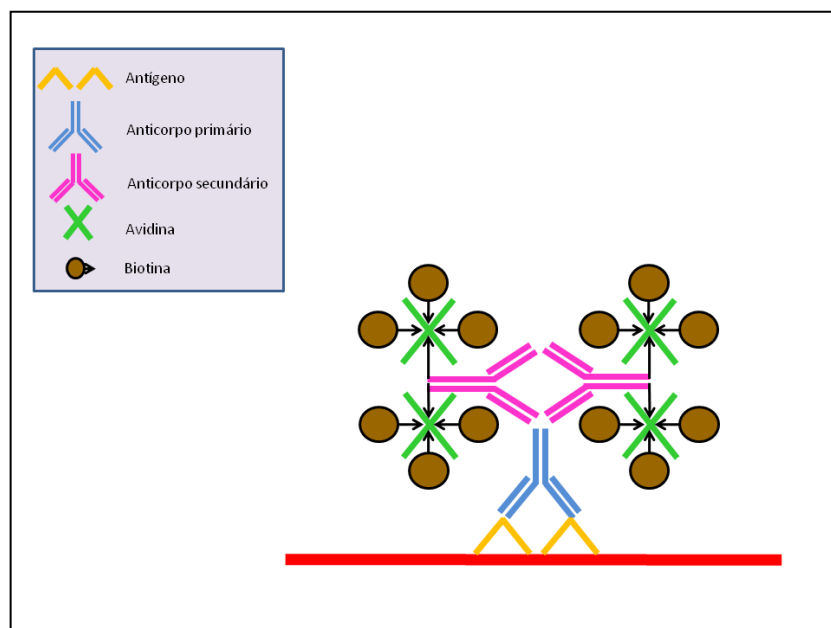 Antígeno
Anticorpo primário
Anticorpo secundário
Avidina
Biotina